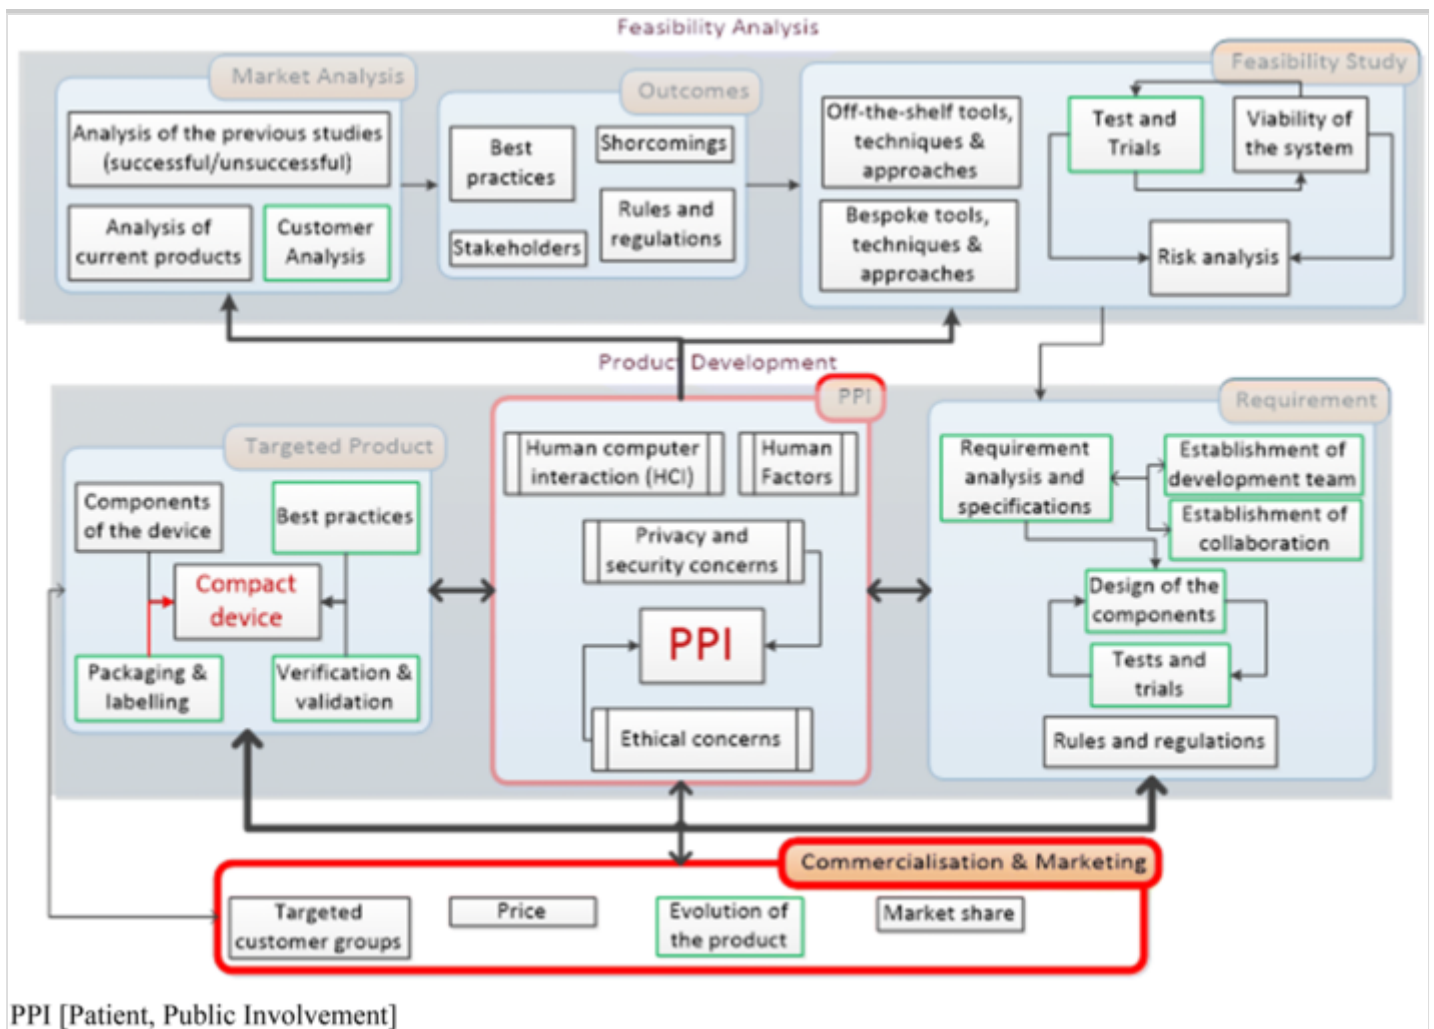 Feasibility Analysis
Market Analysis
Analysis of the previous studies
(successful/unsuccessful)
Analysis of
current products
Customer
Analysis
Outcomes
Best
practices
Shorcomings
Rules and
regulations
Stakeholders
Feasibility Study
Off-the-shelf tools,
techniques &
approaches
Bespoke tools,
techniques &
approaches
Test and
Trials
Viability of
the system
Risk analysis
Product Development
Targeted Product
Components
of the device
Best practices
Compact
device
Packaging &
labelling
Verification &
validation
PPI
Human computer
interaction (HCI)
Human
Factors
Privacy and
security concerns
PPI
Ethical concerns
Requirement
Requirement
analysis and
specifications
Establishment of
development team
Establishment of
collaboration
Design of the
components
Tests and
trials
Rules and regulations
Commercialisation & Marketing
Targeted
customer groups
Price
Evolution of
the product
Market share
PPI [Patient, Public Involvement]